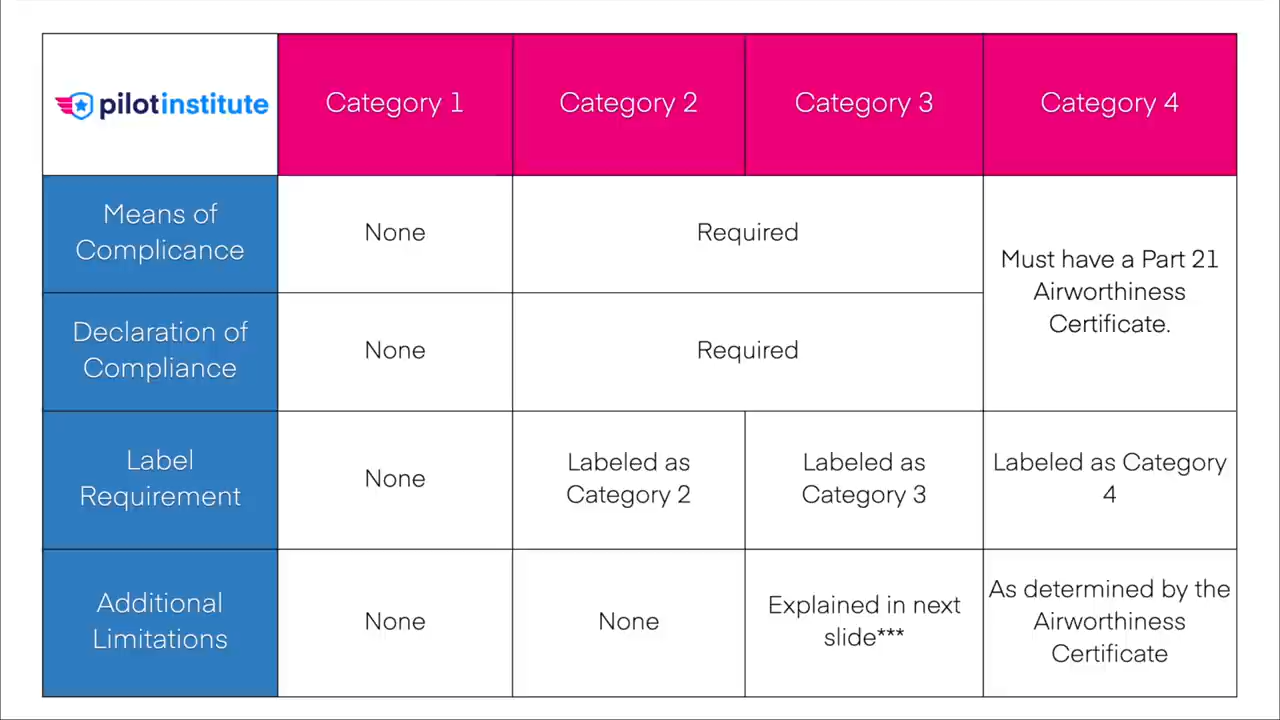 pilotinstitute
Category 1
Category 2
Category 3
Category 4
Means of
Complicance
None
Required
Must have a Part 21
Airworthiness
Certificate.
Declaration of
Compliance
None
Required
Label
Requirement
None
Labeled as
Category 2
Labeled as
Category 3
Labeled as Category
4
Additional
Limitations
None
None
Explained in next
slide***
As determined by the
Airworthiness
Certificate